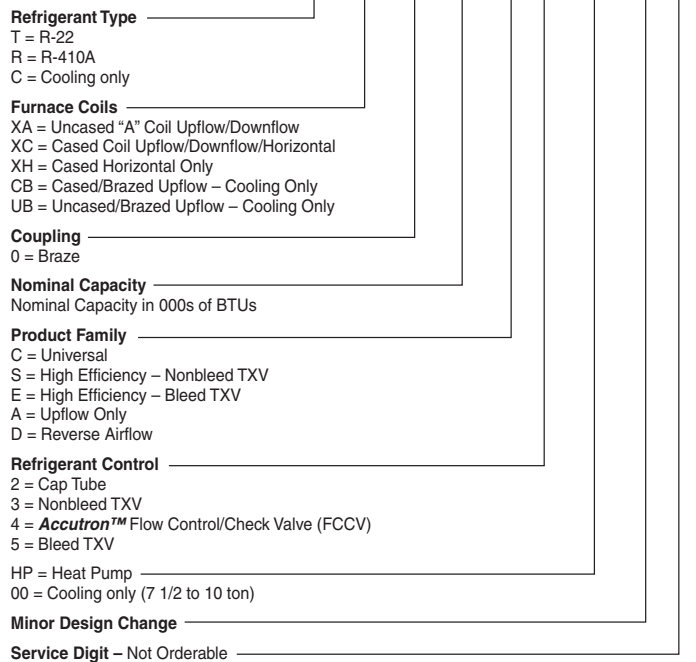 Refrigerant Type
T = R-22
R = R-410A
C = Cooling only
Furnace Coils
XA = Uncased “A” Coil Upflow/Downflow
XC = Cased Coil Upflow/Downflow/Horizontal
XH = Cased Horizontal Only
CB = Cased/Brazed Upflow – Cooling Only
UB = Uncased/Brazed Upflow – Cooling Only
Coupling
0 = Braze
Nominal Capacity
Nominal Capacity in 000s of BTUs
Product Family
C = Universal
S = High Efficiency – Nonbleed TXV
E = High Efficiency – Bleed TXV
A = Upflow Only
D = Reverse Airflow
Refrigerant Control
2 = Cap Tube
3 = Nonbleed TXV
4 = Accutron™ Flow Control/Check Valve (FCCV)
5 = Bleed TXV
HP = Heat Pump
00 = Cooling only (7 1/2 to 10 ton)
Minor Design Change
Service Digit – Not Orderable